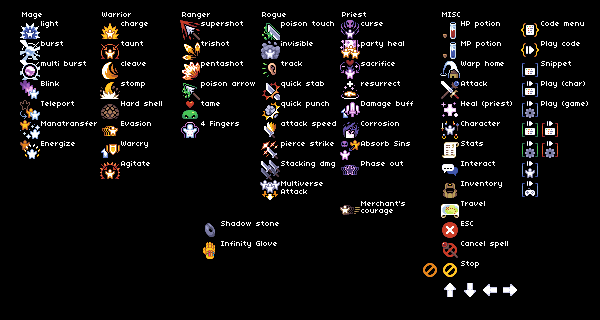 Mage
light
burst
multi burst
Blink
Teleport
Manatransfer
Energize
Warrior
charge
taunt
cleave
stomp
Hard shell
Evasion
Warcry
Agitate
Ranger
supershot
trishot
pentashot
poison arrow
tame
4 Fingers
Rogue
poison touch
invisible
track
quick stab
quick punch
attack speed
pierce strike
Stacking dmg
Multiverse
Attack
Priest
curse
party heal
sacrifice
resurrect
Damage buff
Corrosion
Absorb Sins
Phase out
Merchant's
courage
Shadow stone
Infinity Glove
MISC
HP potion
MP potion
Warp home
Attack
Heal (priest)
Character
Stats
Interact
Inventory
Travel
ESC
Cancel spell
Stop
Code menu
Play code
Snippet
Play (char)
Play (game)